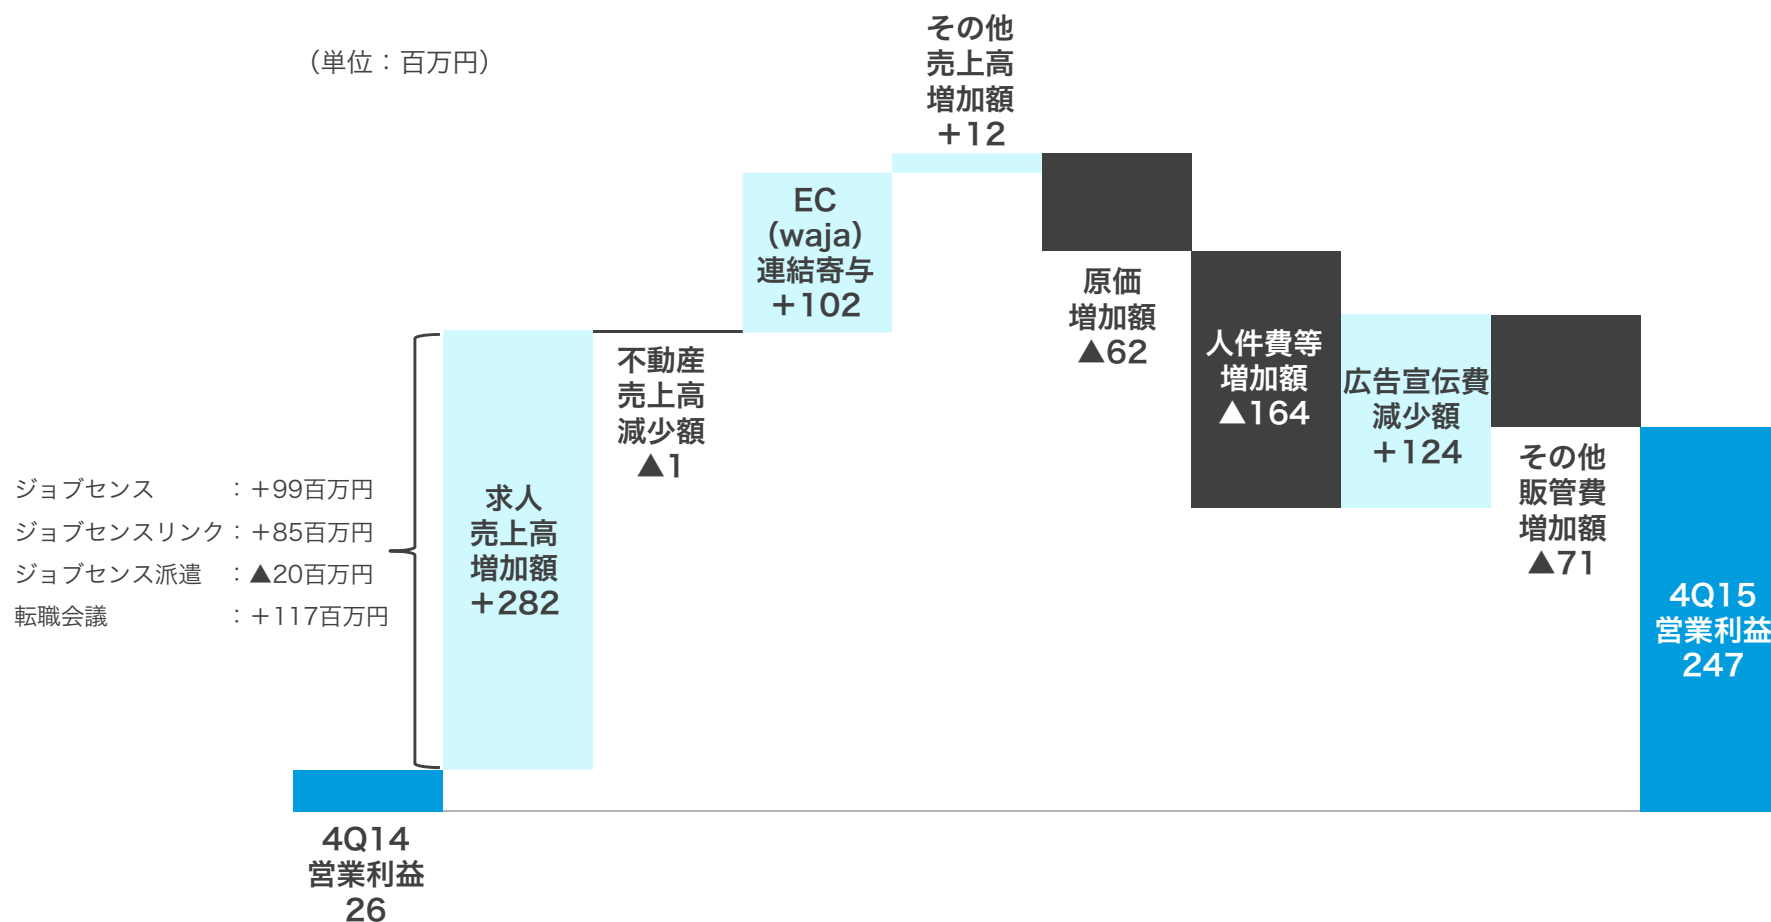 （単位：百万円）
その他
売上高
増加額
＋12
EC
（waja）
連結寄与
＋102
原価
増加額
▲62
人件費等
増加額
▲164
広告宣伝費
減少額
＋124
不動産
売上高
減少額
▲1
その他
販管費
増加額
▲71
ジョブセンス　　　：＋99百万円
ジョブセンスリンク：＋85百万円
ジョブセンス派遣　：▲20百万円
転職会議　　　　　：＋117百万円
求人
売上高
増加額
＋282
4Q15
営業利益
247
4Q14
営業利益
26